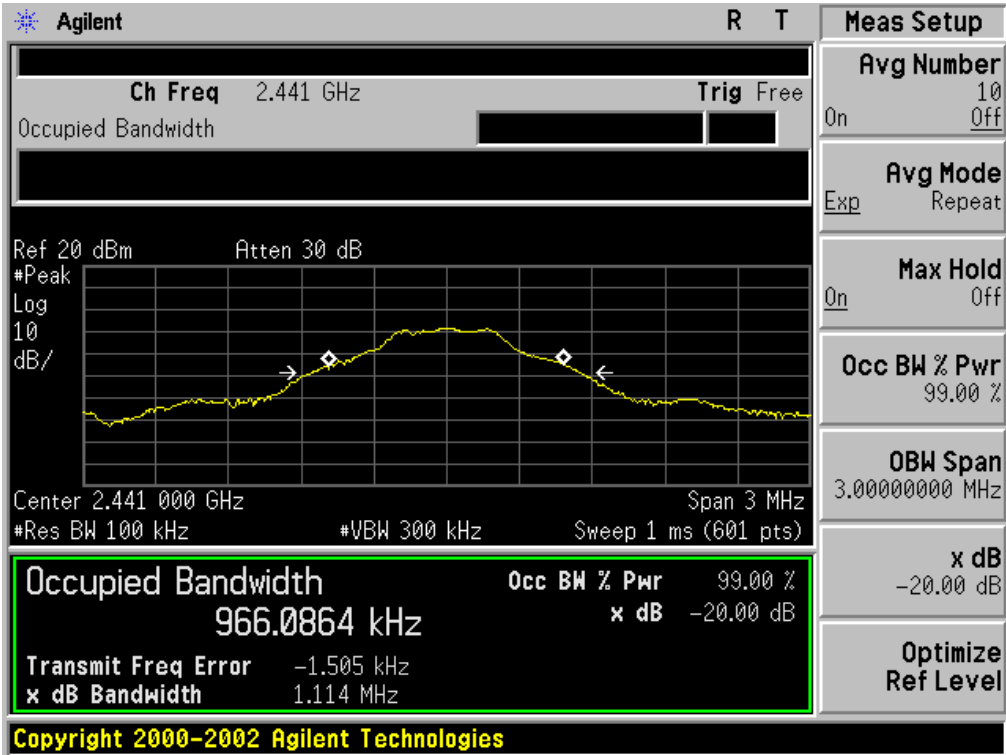 Agilent R T
Ch Freq 2.441 GHz Trig Free
Occupied Bandwidth
Ref 20 dBm Atten 30 dB
#Peak
Log
10
dB/
Center 2.441 000 GHz Span 3 MHz
#Res BW 100 kHz #VBW 300 kHz Sweep 1 ms (601 pts)
Occupied Bandwidth Occ BW % Pwr 99.00 %
966.0864 kHz x dB -20.00 dB
Transmit Freq Error -1.505 kHz
x dB Bandwidth 1.114 MHz
Copyright 2000-2002 Agilent Technologies
Meas Setup
Avg Number
10
On Off
Avg Mode
Exp Repeat
Max Hold
On Off
Occ BW % Pwr
99.00 %
OBW Span
3.00000000 MHz
x dB
-20.00 dB
Optimize
Ref Level